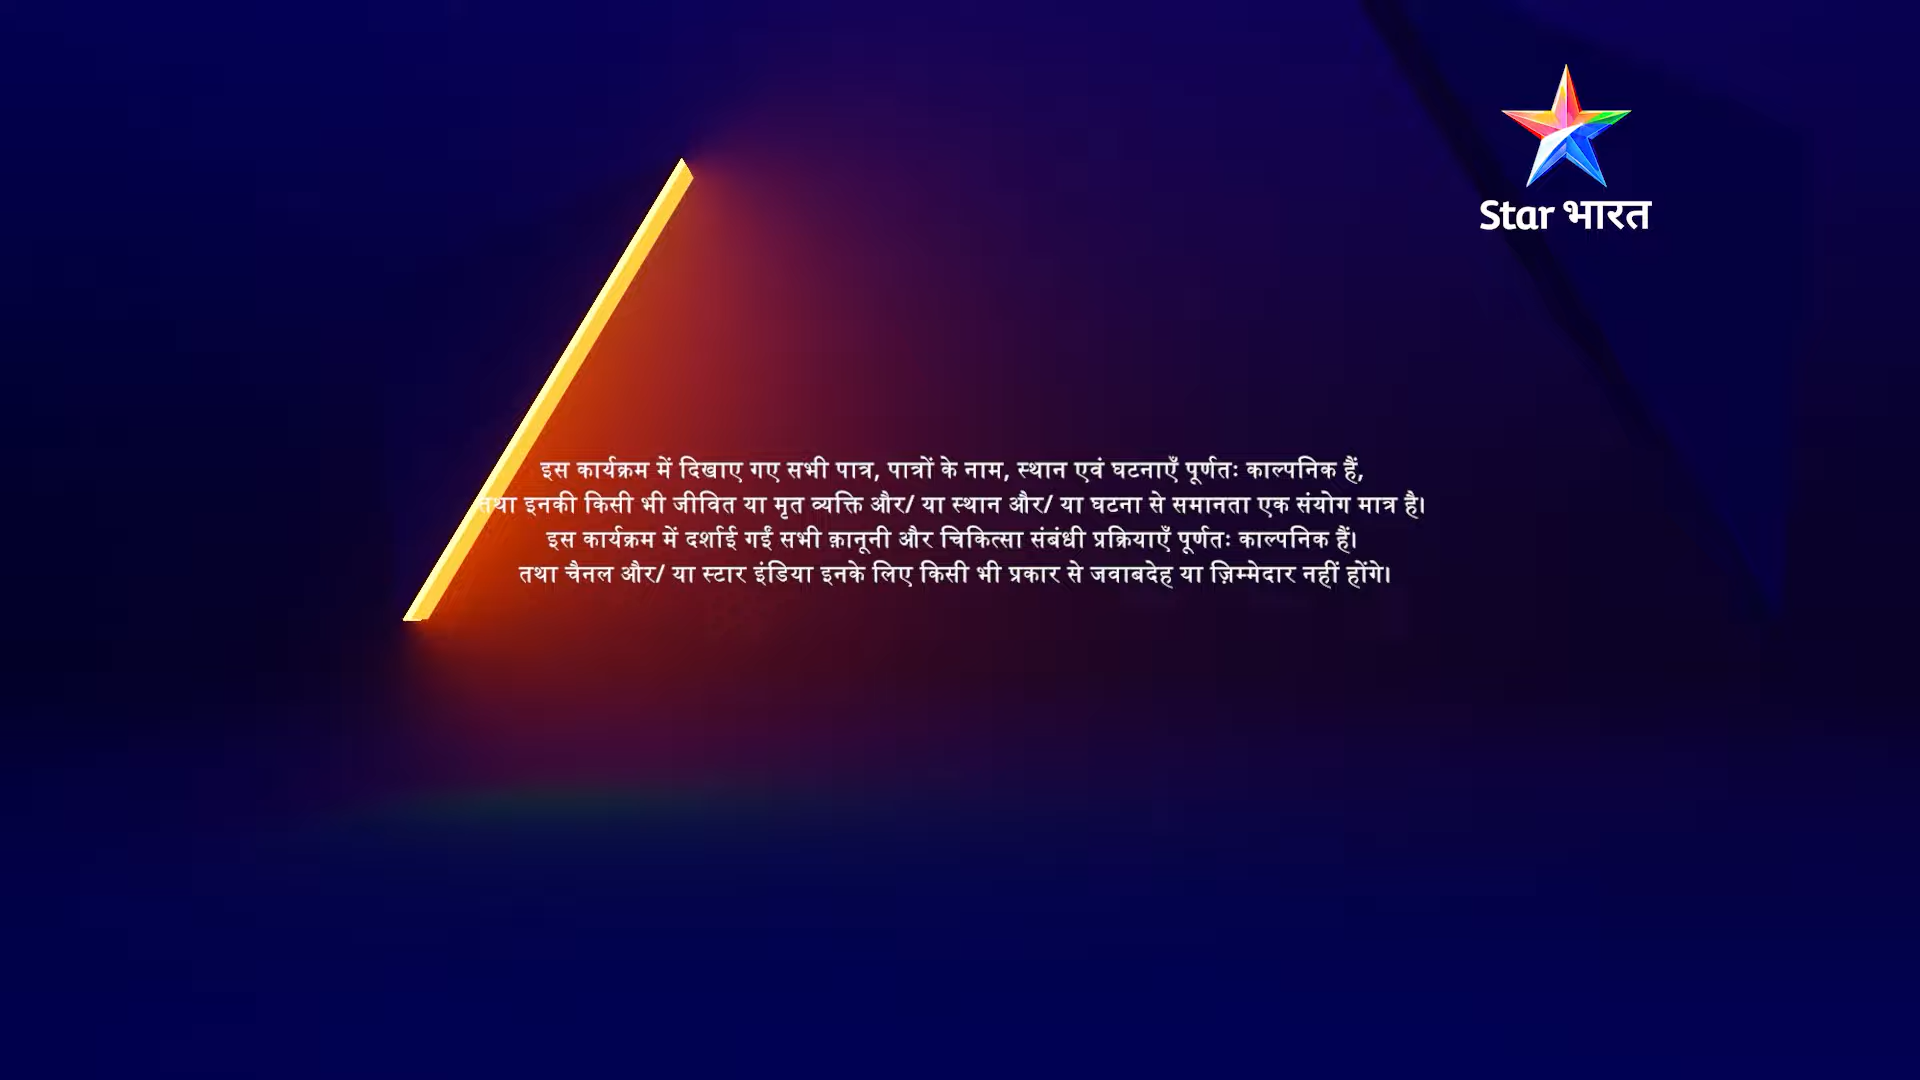 Star भारत
इस कार्यक्रम में दिखाए गए सभी पात्र, पात्रों के नाम, स्थान एवं घटनाएँ पूर्णतः काल्पनिक हैं,
तथा इनकी किसी भी जीवित या मृत व्यक्ति और/ या स्थान और/ या घटना से समानता एक संयोग मात्र है।
इस कार्यक्रम में दर्शाई गईं सभी क़ानूनी और चिकित्सा संबंधी प्रक्रियाएँ पूर्णतः काल्पनिक हैं।
तथा चैनल और/ या स्टार इंडिया इनके लिए किसी भी प्रकार से जवाबदेह या ज़िम्मेदार नहीं होंगे।